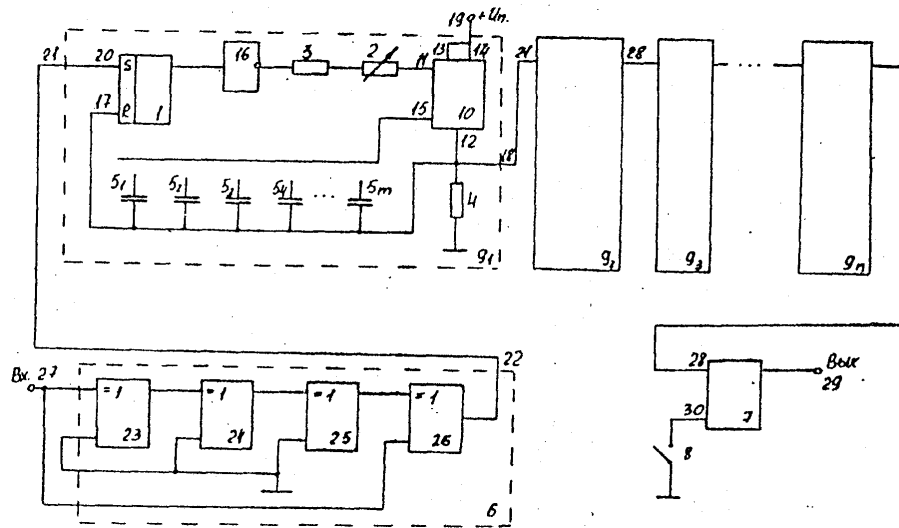 19 + Uп.
21 20 S 16 3 2 11 13 14 21 28 ...
17 R 1 15 10
12
18
5₁ 5₂ 5₃ 5₄ ... 5m 4
9₁ 9₂ 9₃ 9n
22
Вх. 27 28 Вых
29
= 1 = 1 = 1 = 1
30 7
23 24 25 26
8
6